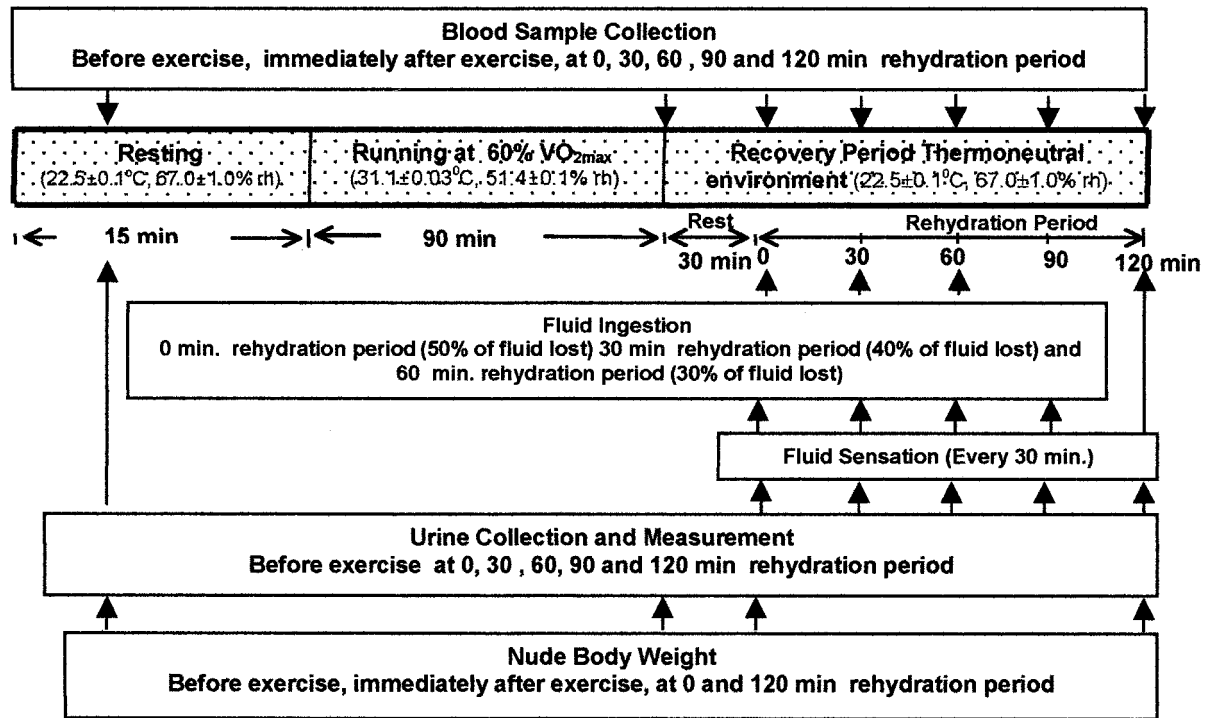 Blood Sample Collection
Before exercise, immediately after exercise, at 0, 30, 60 , 90 and 120 min rehydration period
Resting
(22.5±0.1°C, 67.0±1.0% rh)
Running at 60% VO2max
(31.1±0.03⁰C, 51.4±0.1% rh)
Recovery Period Thermoneutral
environment (22.5±0.1⁰C, 67.0±1.0% rh)
15 min
90 min
Rest
30 min
Rehydration Period
0 30 60 90 120 min
Fluid Ingestion
0 min. rehydration period (50% of fluid lost) 30 min rehydration period (40% of fluid lost) and
60 min. rehydration period (30% of fluid lost)
Fluid Sensation (Every 30 min.)
Urine Collection and Measurement
Before exercise at 0, 30 , 60, 90 and 120 min rehydration period
Nude Body Weight
Before exercise, immediately after exercise, at 0 and 120 min rehydration period